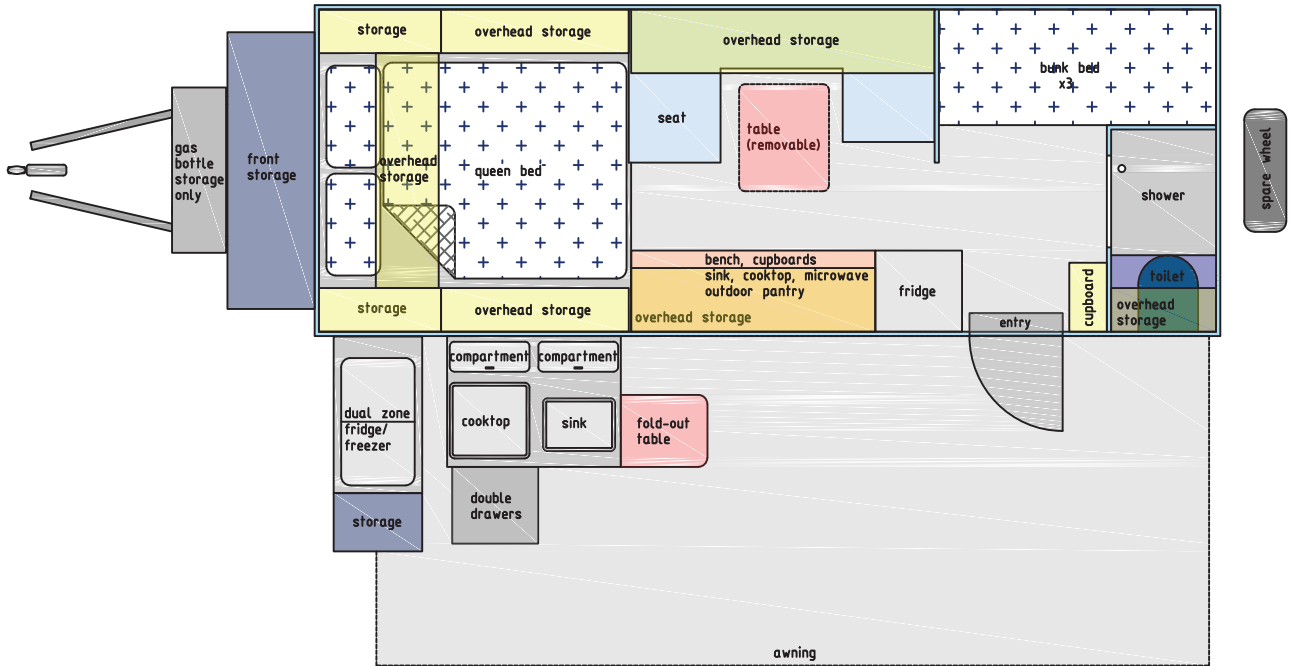 storage
overhead storage
overhead storage
bunk bed
x3
gas
bottle
storage
only
front
storage
overhead
storage
queen bed
seat
table
(removable)
shower
spare wheel
bench, cupboards
sink, cooktop, microwave
outdoor pantry
overhead storage
fridge
cupboard
toilet
overhead
storage
storage
overhead storage
entry
compartment
compartment
dual zone
fridge/
freezer
cooktop
sink
fold-out
table
storage
double
drawers
awning